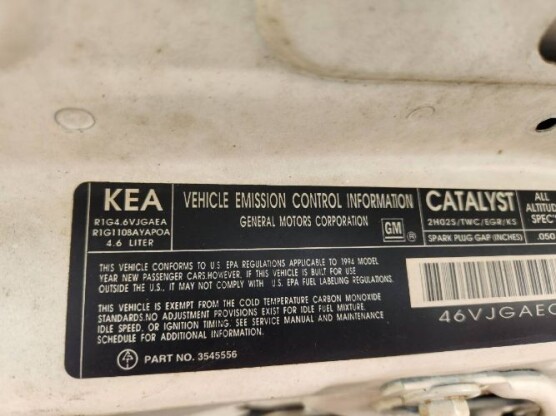 KEA
R1G4.6VJGAEA
R1G1108AYAP0A
4.6 LITER
VEHICLE EMISSION CONTROL INFORMATION
GENERAL MOTORS CORPORATION
GM ®
CATALYST
2HO2S/TWC/EGR/KS
SPARK PLUG GAP (INCHES)
ALL
ALTITUD
SPEC'
.050
THIS VEHICLE CONFORMS TO U.S. EPA REGULATIONS APPLICABLE TO 1994 MODEL
YEAR NEW PASSENGER CARS.HOWEVER, IF THIS VEHICLE IS BUILT FOR USE
OUTSIDE THE U.S., IT MAY NOT COMPLY WITH U.S. EPA FUEL LABELING REGULATIONS.
THIS VEHICLE IS EXEMPT FROM THE COLD TEMPERATURE CARBON MONOXIDE
STANDARDS.NO ADJUSTMENT PROVISIONS EXIST FOR IDLE FUEL MIXTURE,
IDLE SPEED, OR IGNITION TIMING. SEE SERVICE MANUAL AND MAINTENANCE
SCHEDULE FOR ADDITIONAL INFORMATION.
PART NO. 3545556
46VJGAEC